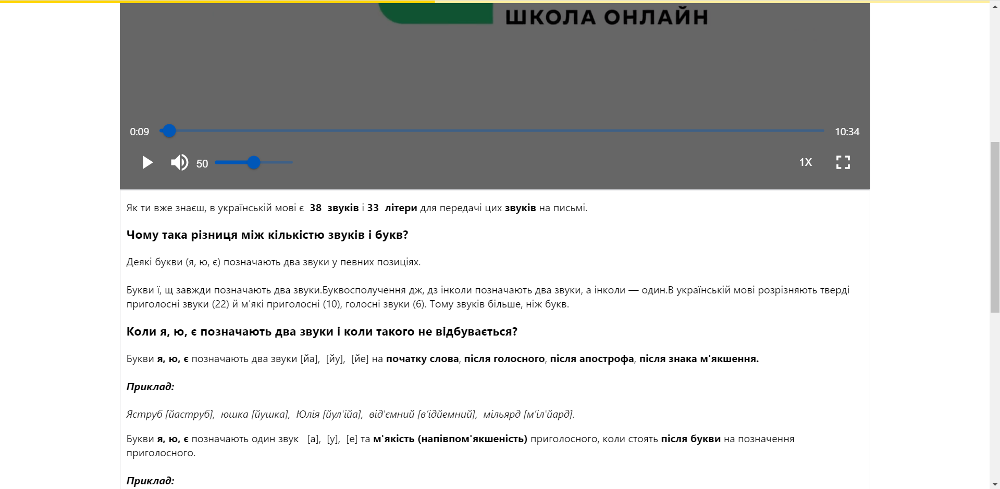 ШКОЛА ОНЛАЙН
0:09
10:34
50
1X
Як ти вже знаєш, в українській мові є 38 звуків і 33 літери для передачі цих звуків на письмі.
Чому така різниця між кількістю звуків і букв?
Деякі букви (я, ю, є) позначають два звуки у певних позиціях.
Букви ї, щ завжди позначають два звуки.Буквосполучення дж, дз інколи позначають два звуки, а інколи — один.В українській мові розрізняють тверді
приголосні звуки (22) й м'які приголосні (10), голосні звуки (6). Тому звуків більше, ніж букв.
Коли я, ю, є позначають два звуки і коли такого не відбувається?
Букви я, ю, є позначають два звуки [йа], [йу], [йе] на початку слова, після голосного, після апострофа, після знака м'якшення.
Приклад:
Яструб [йаструб], юшка [йушка], Юлія [йул'ійа], від'ємний [в’ідйемний], мільярд [м’іл'йард].
Букви я, ю, є позначають один звук [а], [у], [е] та м'якість (напівпом'якшеність) приголосного, коли стоять після букви на позначення
приголосного.
Приклад: